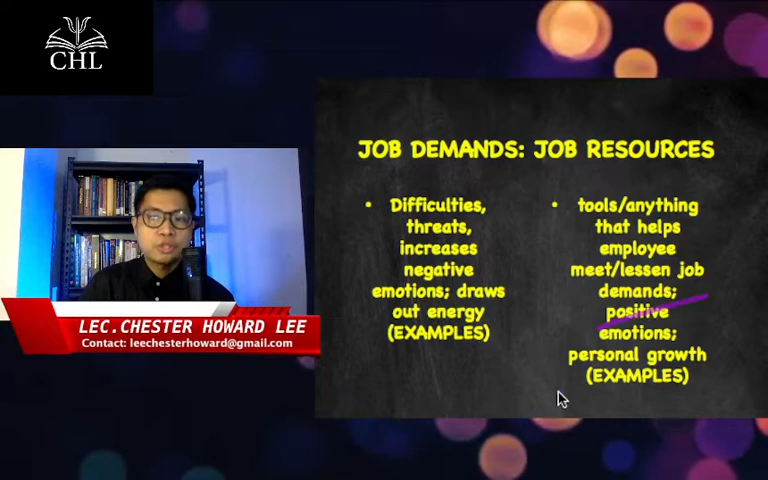 CHL
JOB DEMANDS: JOB RESOURCES
• Difficulties,
threats,
increases
negative
emotions; draws
out energy
(EXAMPLES)
• tools/anything
that helps
employee
meet/lessen job
demands;
positive
emotions;
personal growth
(EXAMPLES)
LEC.CHESTER HOWARD LEE
Contact: leechesterhoward@gmail.com